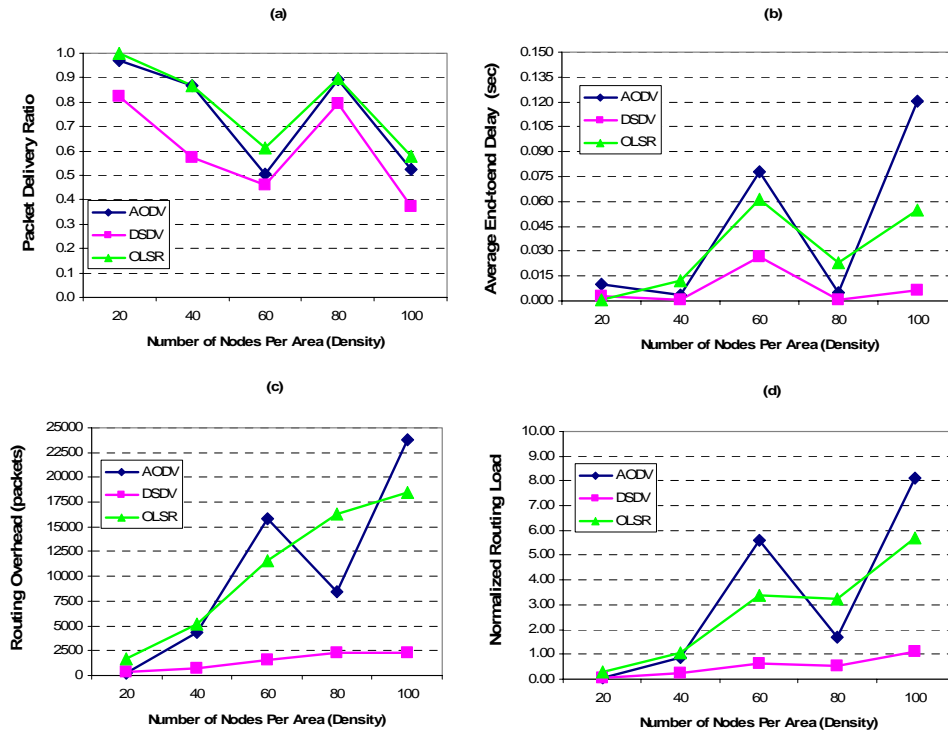 (a)
Packet Delivery Ratio
1.0
0.9
0.8
0.7
0.6
0.5
0.4
0.3
0.2
0.1
0.0
AODV
DSDV
OLSR
20 40 60 80 100
Number of Nodes Per Area (Density)
(b)
Average End-toend Delay (sec)
0.150
0.135
0.120
0.105
0.090
0.075
0.060
0.045
0.030
0.015
0.000
AODV
DSDV
OLSR
20 40 60 80 100
Number of Nodes Per Area (Density)
(c)
Routing Overhead (packets)
25000
22500
20000
17500
15000
12500
10000
7500
5000
2500
0
AODV
DSDV
OLSR
20 40 60 80 100
Number of Nodes Per Area (Density)
(d)
Normalized Routing Load
10.00
9.00
8.00
7.00
6.00
5.00
4.00
3.00
2.00
1.00
0.00
AODV
DSDV
OLSR
20 40 60 80 100
Number of Nodes Per Area (Density)